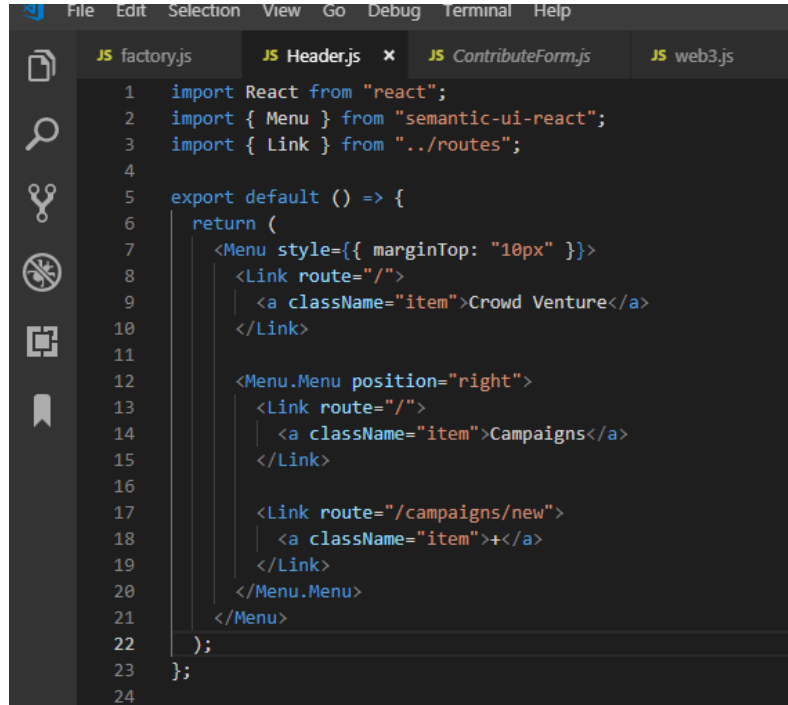 File Edit Selection View Go Debug Terminal Help
JS factory.js JS Header.js × JS ContributeForm.js JS web3.js
1 import React from "react";
2 import { Menu } from "semantic-ui-react";
3 import { Link } from "../routes";
4
5 export default () => {
6   return (
7     <Menu style={{ marginTop: "10px" }}>
8       <Link route="/">
9         <a className="item">Crowd Venture</a>
10       </Link>
11
12       <Menu.Menu position="right">
13         <Link route="/">
14           <a className="item">Campaigns</a>
15         </Link>
16
17         <Link route="/campaigns/new">
18           <a className="item">+</a>
19         </Link>
20       </Menu.Menu>
21     </Menu>
22   );
23 };
24